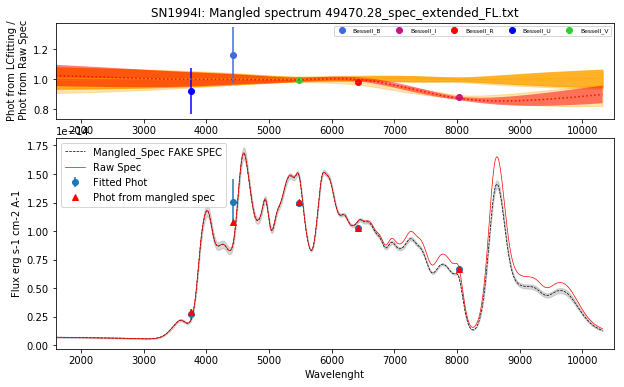 SN1994I: Mangled spectrum 49470.28_spec_extended_FL.txt
Bessell_B
Bessell_I
Bessell_R
Bessell_U
Bessell_V
Phot from LCfitting /
Phot from Raw Spec
1.2
1.0
0.8
2000 3000 4000 5000 6000 7000 8000 9000 10000
1e−14
Mangled_Spec FAKE SPEC
Raw Spec
Fitted Phot
Phot from mangled spec
Flux erg s-1 cm-2 A-1
1.75
1.50
1.25
1.00
0.75
0.50
0.25
0.00
2000 3000 4000 5000 6000 7000 8000 9000 10000
Wavelenght